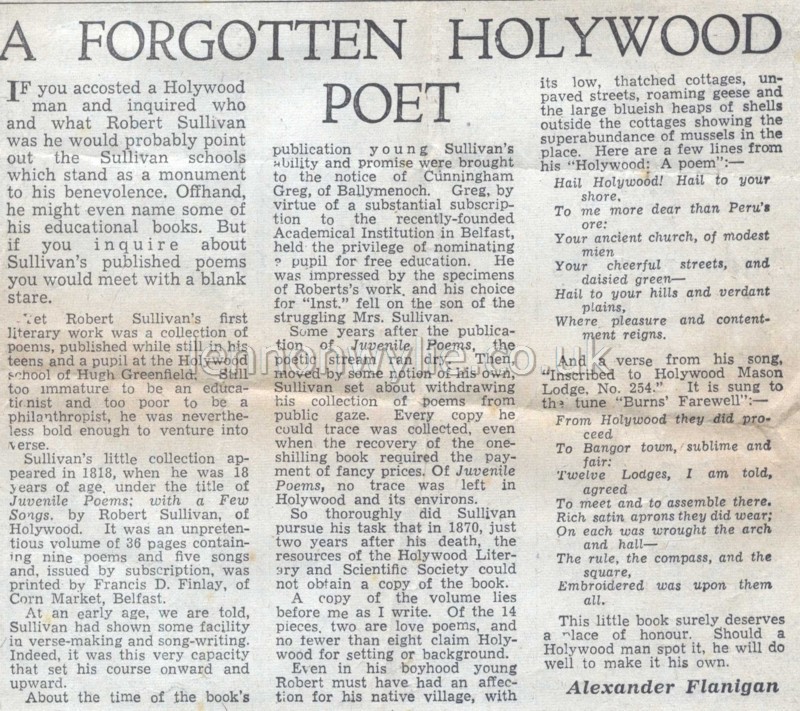 A FORGOTTEN HOLYWOOD
POET
IF you accosted a Holywood
man and inquired who
and what Robert Sullivan
was he would probably point
out the Sullivan schools
which stand as a monument
to his benevolence. Offhand,
he might even name some of
his educational books. But
if you inquire about
Sullivan's published poems
you would meet with a blank
stare.
Yet Robert Sullivan's first
literary work was a collection of
poems, published while still in his
teens and a pupil at the Holywood
school of Hugh Greenfield. Still
too immature to be an educa-
tionist and too poor to be a
philanthropist, he was neverthe-
less bold enough to venture into
verse.
Sullivan's little collection ap-
peared in 1818, when he was 18
years of age, under the title of
Juvenile Poems; with a Few
Songs, by Robert Sullivan, of
Holywood. It was an unpreten-
tious volume of 36 pages contain-
ing nine poems and five songs
and, issued by subscription, was
printed by Francis D. Finlay, of
Corn Market, Belfast.
At an early age, we are told,
Sullivan had shown some facility
in verse-making and song-writing.
Indeed, it was this very capacity
that set his course onward and
upward.
About the time of the book's
publication young Sullivan's
ability and promise were brought
to the notice of Cunningham
Greg, of Ballymenoch. Greg, by
virtue of a substantial subscrip-
tion to the recently-founded
Academical Institution in Belfast,
held the privilege of nominating
a pupil for free education. He
was impressed by the specimens
of Roberts's work, and his choice
for "Inst." fell on the son of the
struggling Mrs. Sullivan.
Some years after the publica-
tion of Juvenile Poems, the
literary stream ran dry. Then,
moved by some notion of his own,
Sullivan set about withdrawing
his collection of poems from
public gaze. Every copy he
could trace was collected, even
when the recovery of the one-
shilling book required the pay-
ment of fancy prices. Of Juvenile
Poems, no trace was left in
Holywood and its environs.
So thoroughly did Sullivan
pursue his task that in 1870, just
two years after his death, the
resources of the Holywood Liter-
ary and Scientific Society could
not obtain a copy of the book.
A copy of the volume lies
before me as I write. Of the 14
pieces, two are love poems, and
no fewer than eight claim Holy-
wood for setting or background.
Even in his boyhood young
Robert must have had an affec-
tion for his native village, with
its low, thatched cottages, un-
paved streets, roaming geese and
the large blueish heaps of shells
outside the cottages showing the
superabundance of mussels in the
place. Here are a few lines from
his "Holywood: A poem":—
Hail Holywood! Hail to your
shore,
To me more dear than Peru's
ore:
Your ancient church, of modest
mien
Your cheerful streets, and
daisied green—
Hail to your hills and verdant
plains,
Where pleasure and content-
ment reigns.
And a verse from his song,
"Inscribed to Holywood Mason
Lodge, No. 254." It is sung to
the tune "Burns' Farewell":—
From Holywood they did pro-
ceed
To Bangor town, sublime and
fair:
Twelve Lodges, I am told,
agreed
To meet and to assemble there.
Rich satin aprons they did wear;
On each was wrought the arch
and hall—
The rule, the compass, and the
square,
Embroidered was upon them
all.
This little book surely deserves
a place of honour. Should a
Holywood man spot it, he will do
well to make it his own.
Alexander Flanigan
lennonwylie.co.uk